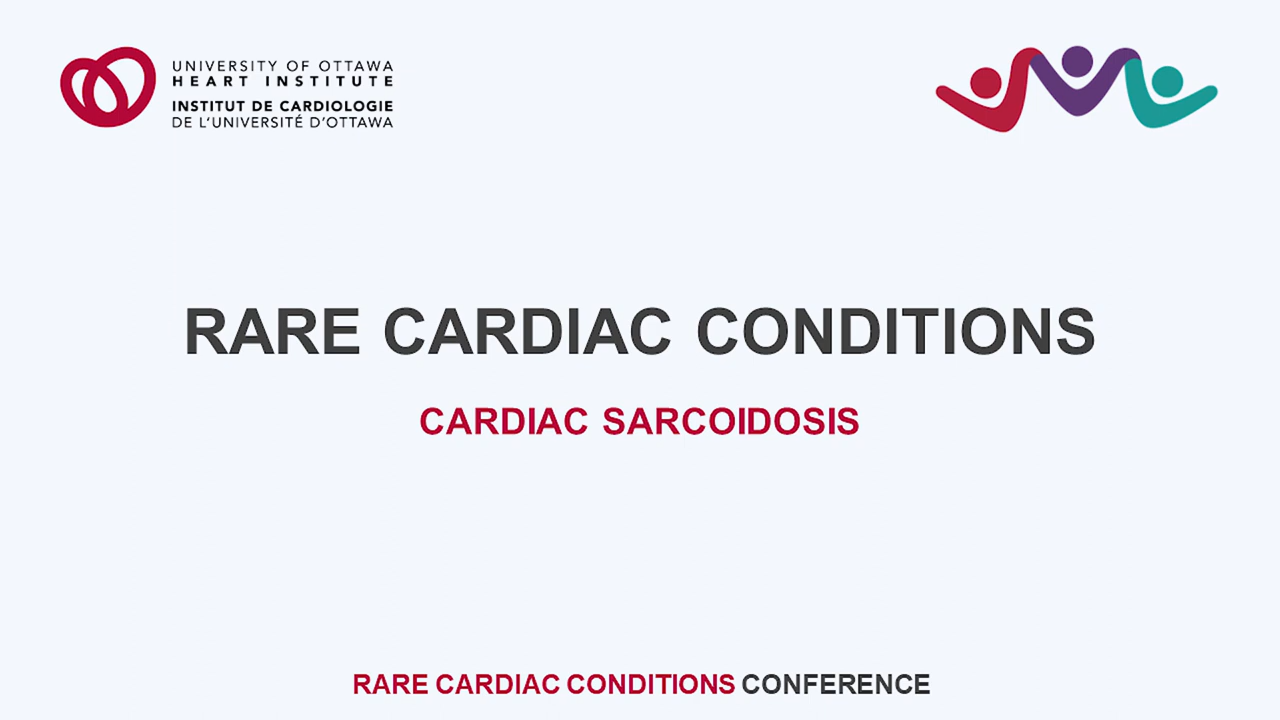 UNIVERSITY OF OTTAWA
HEART INSTITUTE
INSTITUT DE CARDIOLOGIE
DE L'UNIVERSITÉ D'OTTAWA
RARE CARDIAC CONDITIONS
CARDIAC SARCOIDOSIS
RARE CARDIAC CONDITIONS CONFERENCE